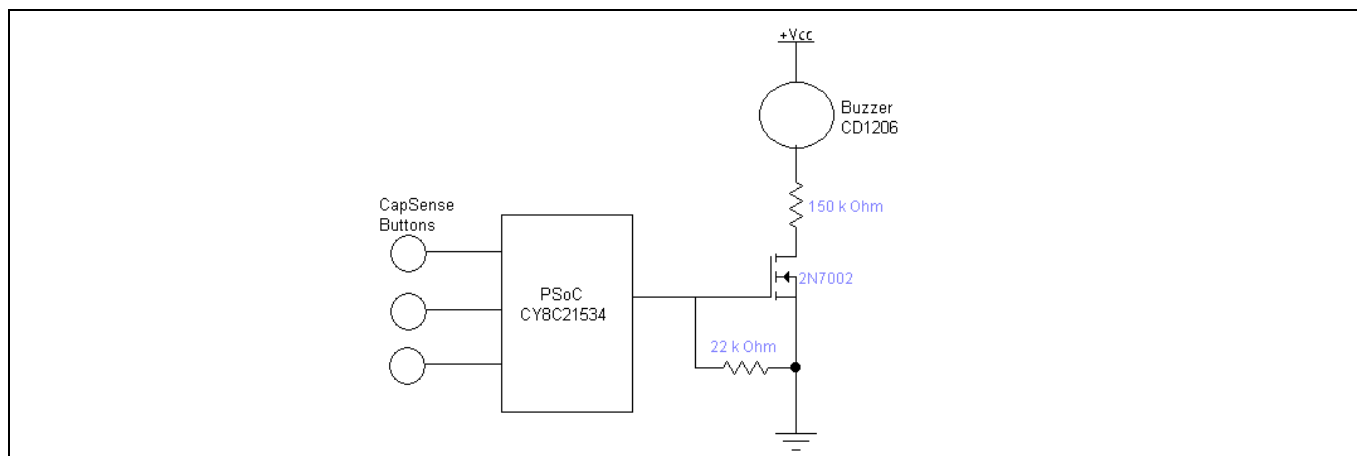 +Vcc
Buzzer
CD1206
150 k Ohm
CapSense
Buttons
2N7002
PSoC
CY8C21534
22 k Ohm